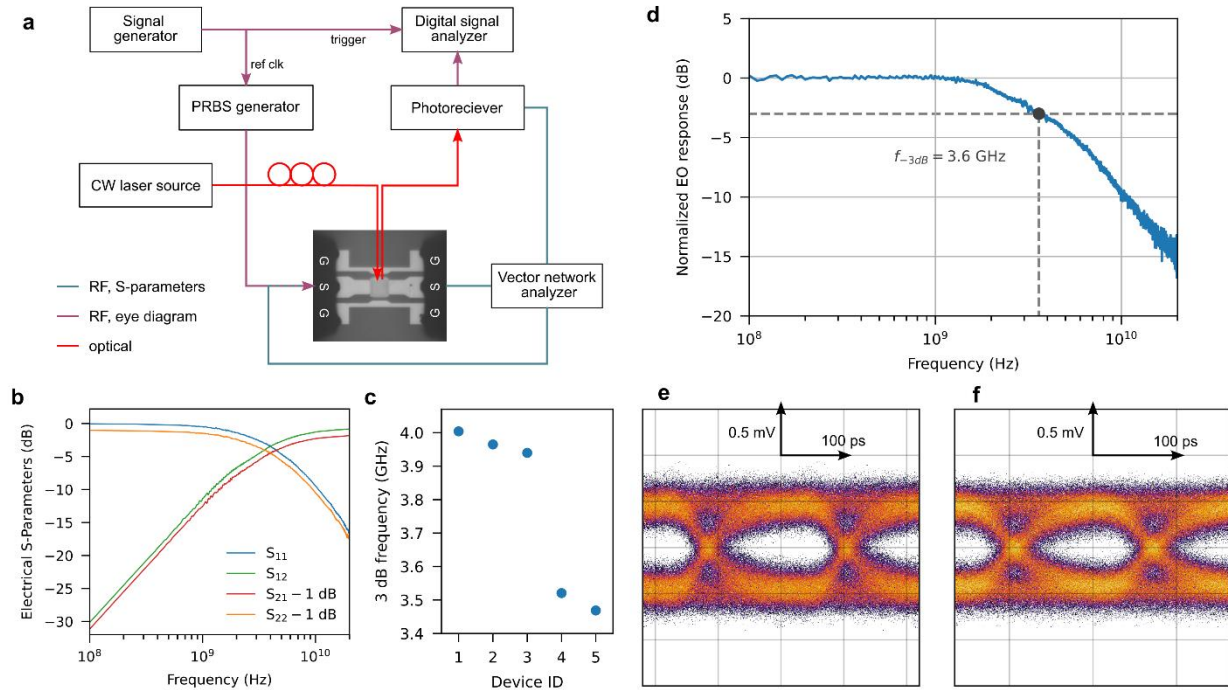 a
Signal
generator
trigger
Digital signal
analyzer
ref clk
PRBS generator
Photoreciever
CW laser source
G S G
G S G
Vector network
analyzer
RF, S-parameters
RF, eye diagram
optical
b
Electrical S-Parameters (dB)
0
−5
−10
−15
−20
−25
−30
S11
S12
S21 − 1 dB
S22 − 1 dB
10^8 10^9 10^10
Frequency (Hz)
c
3 dB frequency (GHz)
4.0
3.9
3.8
3.7
3.6
3.5
3.4
1 2 3 4 5
Device ID
d
Normalized EO response (dB)
5
0
−5
−10
−15
−20
f−3dB = 3.6 GHz
10^8 10^9 10^10
Frequency (Hz)
e
0.5 mV
100 ps
f
0.5 mV
100 ps